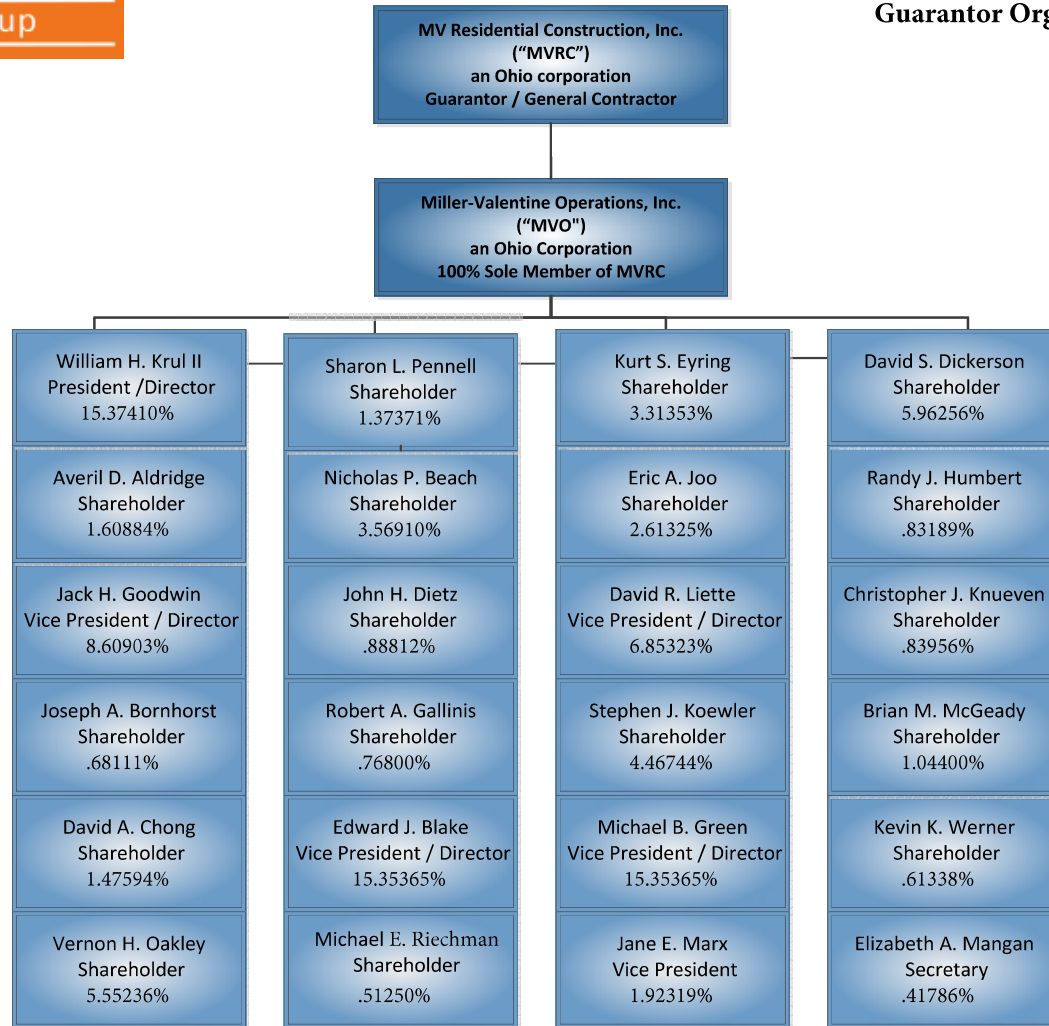 up
Guarantor Org
MV Residential Construction, Inc.
(“MVRC”)
an Ohio corporation
Guarantor / General Contractor
Miller-Valentine Operations, Inc.
(“MVO")
an Ohio Corporation
100% Sole Member of MVRC
William H. Krul II
President /Director
15.37410%
Averil D. Aldridge
Shareholder
1.60884%
Jack H. Goodwin
Vice President / Director
8.60903%
Joseph A. Bornhorst
Shareholder
.68111%
David A. Chong
Shareholder
1.47594%
Vernon H. Oakley
Shareholder
5.55236%
Sharon L. Pennell
Shareholder
1.37371%
Nicholas P. Beach
Shareholder
3.56910%
John H. Dietz
Shareholder
.88812%
Robert A. Gallinis
Shareholder
.76800%
Edward J. Blake
Vice President / Director
15.35365%
Michael E. Riechman
Shareholder
.51250%
Kurt S. Eyring
Shareholder
3.31353%
Eric A. Joo
Shareholder
2.61325%
David R. Liette
Vice President / Director
6.85323%
Stephen J. Koewler
Shareholder
4.46744%
Michael B. Green
Vice President / Director
15.35365%
Jane E. Marx
Vice President
1.92319%
David S. Dickerson
Shareholder
5.96256%
Randy J. Humbert
Shareholder
.83189%
Christopher J. Knueven
Shareholder
.83956%
Brian M. McGeady
Shareholder
1.04400%
Kevin K. Werner
Shareholder
.61338%
Elizabeth A. Mangan
Secretary
.41786%